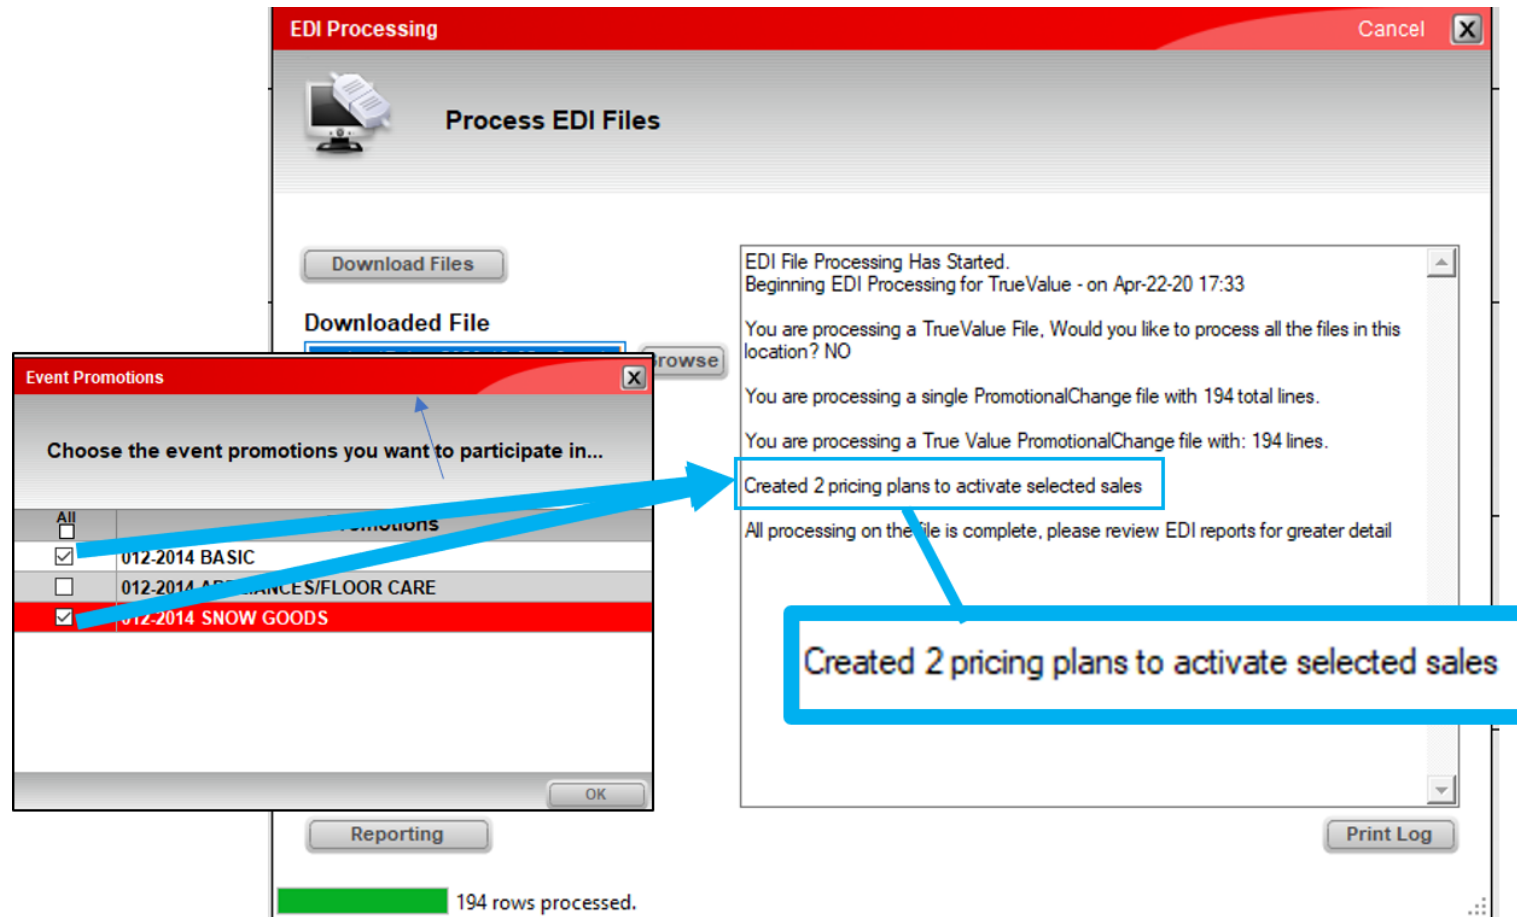 EDI Processing
Cancel
X
Process EDI Files
Download Files
Downloaded File
EDI File Processing Has Started.
Beginning EDI Processing for TrueValue - on Apr-22-20 17:33
You are processing a TrueValue File, Would you like to process all the files in this
location? NO
You are processing a single PromotionalChange file with 194 total lines.
You are processing a True Value PromotionalChange file with: 194 lines.
Created 2 pricing plans to activate selected sales
All processing on the file is complete, please review EDI reports for greater detail
Event Promotions
X
Choose the event promotions you want to participate in...
All
012-2014 BASIC
012-2014 /FLOOR CARE
012-2014 SNOW GOODS
OK
Created 2 pricing plans to activate selected sales
Reporting
Print Log
194 rows processed.